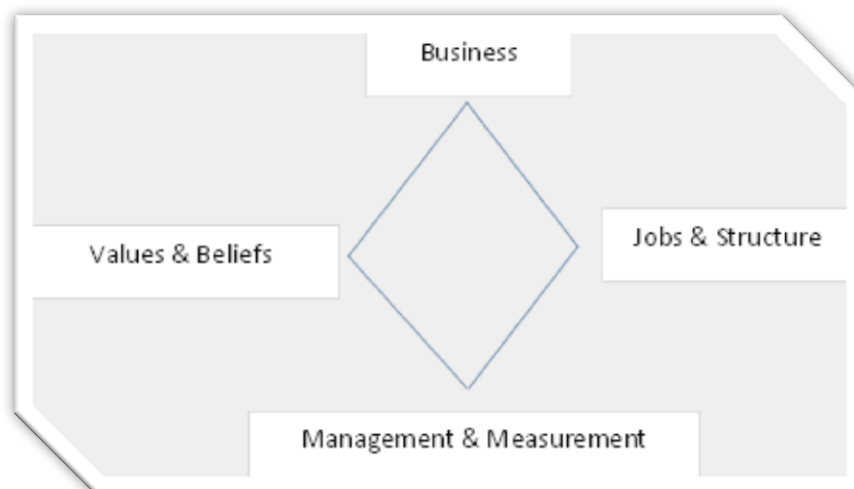 Business
Values & Beliefs
Jobs & Structure
Management & Measurement